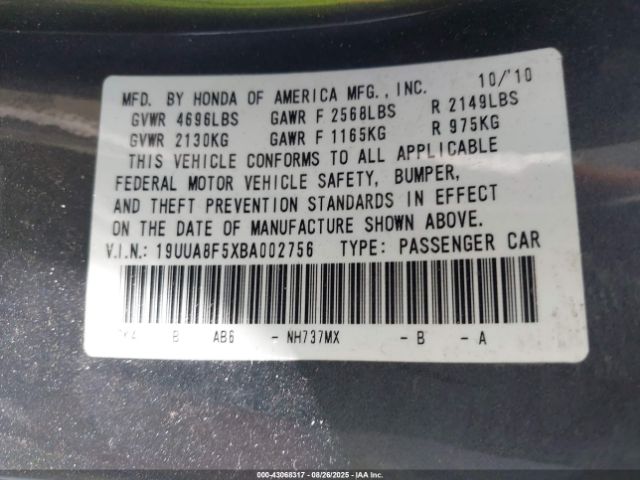 MFD. BY HONDA OF AMERICA MFG., INC. 10/'10
GVWR 4696LBS GAWR F 2568LBS R 2149LBS
GVWR 2130KG GAWR F 1165KG R 975KG
THIS VEHICLE CONFORMS TO ALL APPLICABLE
FEDERAL MOTOR VEHICLE SAFETY, BUMPER,
AND THEFT PREVENTION STANDARDS IN EFFECT
ON THE DATE OF MANUFACTURE SHOWN ABOVE.
V.I.N.: 19UUA8F5XBA002756 TYPE: PASSENGER CAR
B AB6 - NH737MX - B - A
000-43068317 - 08/26/2025 - IAA Inc.